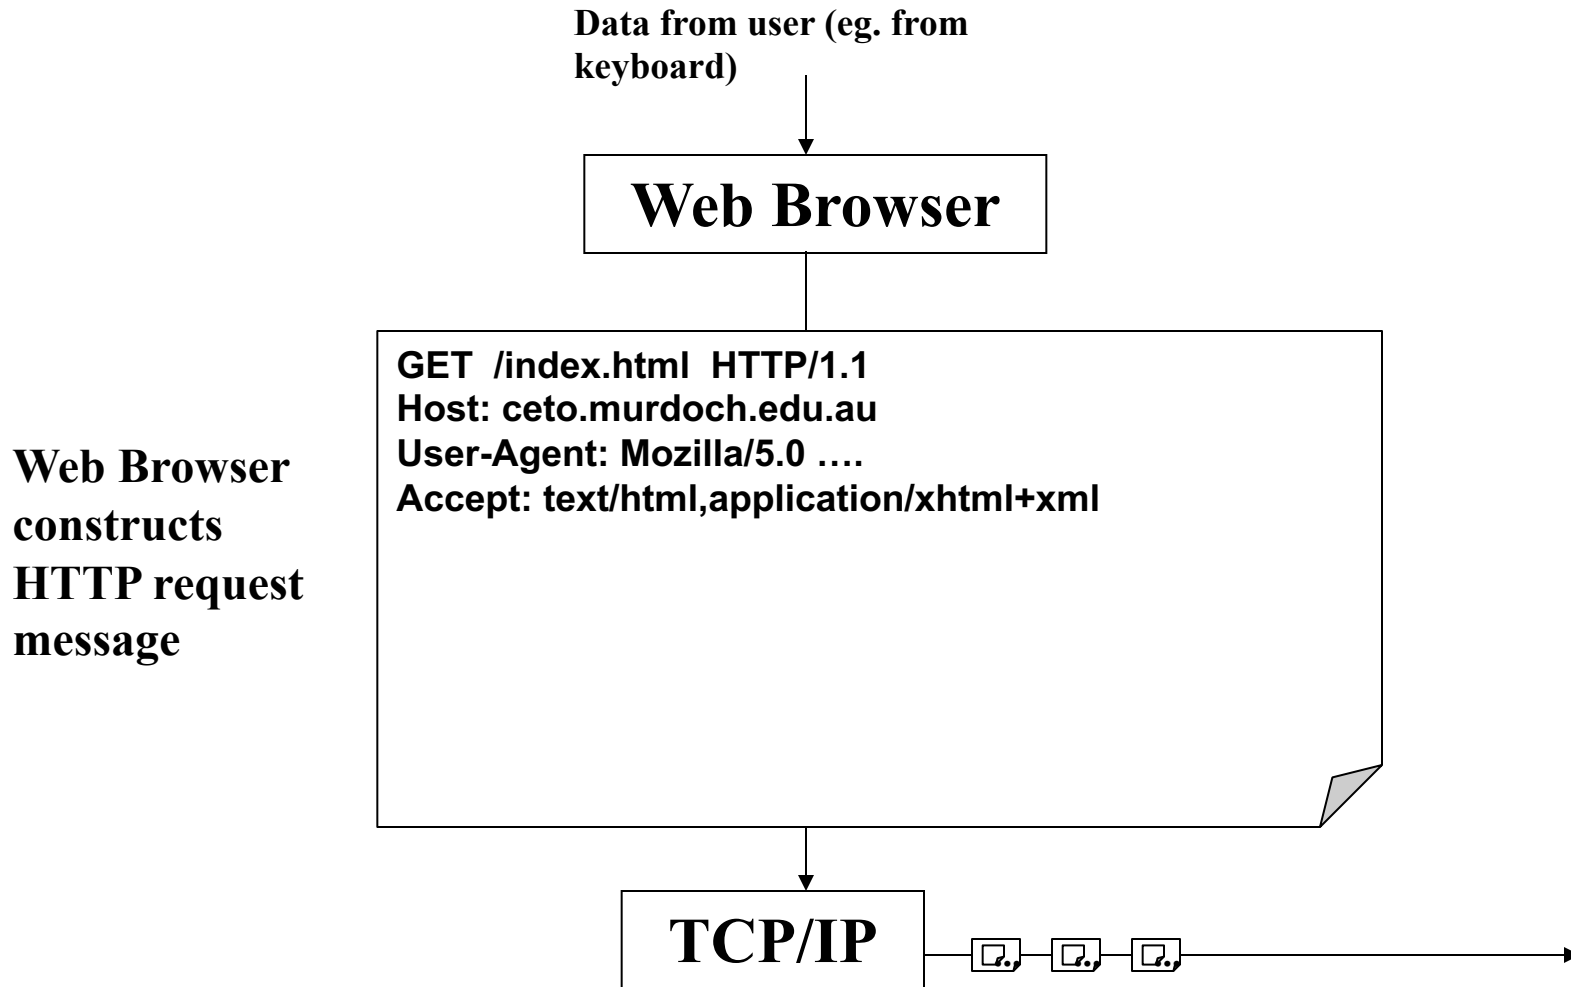 Data from user (eg. from
keyboard)
Web Browser
GET /index.html HTTP/1.1
Host: ceto.murdoch.edu.au
User-Agent: Mozilla/5.0 ....
Accept: text/html,application/xhtml+xml
Web Browser
constructs
HTTP request
message
TCP/IP